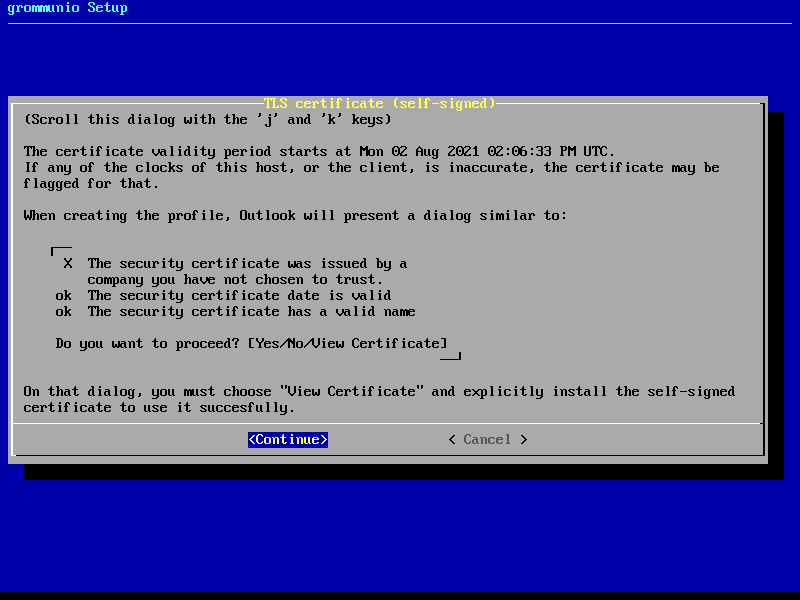 grommunio Setup
TLS certificate (self-signed)
(Scroll this dialog with the 'j' and 'k' keys)
The certificate validity period starts at Mon 02 Aug 2021 02:06:33 PM UTC.
If any of the clocks of this host, or the client, is inaccurate, the certificate may be
flagged for that.
When creating the profile, Outlook will present a dialog similar to:
X The security certificate was issued by a
company you have not chosen to trust.
ok The security certificate date is valid
ok The security certificate has a valid name
Do you want to proceed? [Yes/No/View Certificate]
On that dialog, you must choose "View Certificate" and explicitly install the self-signed
certificate to use it succesfully.
<Continue> < Cancel >